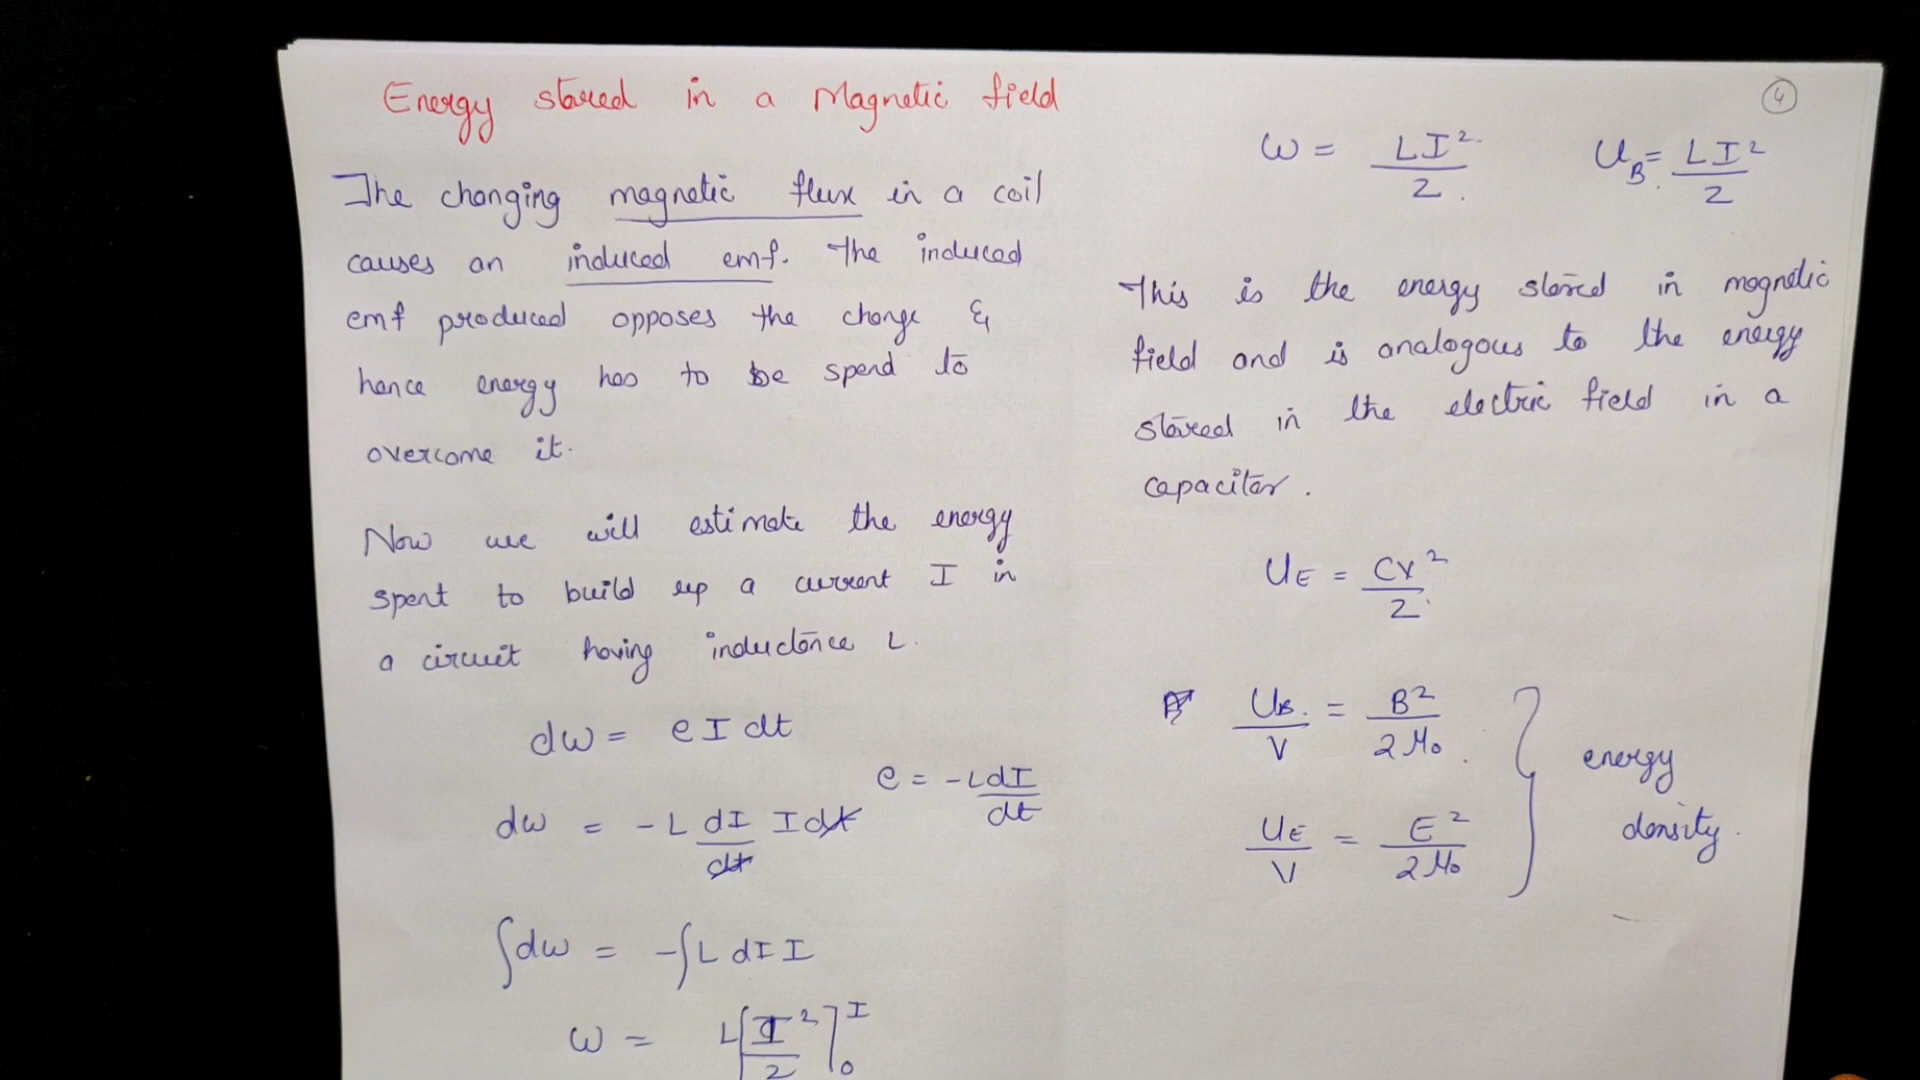 Energy stored in a Magnetic field
The changing magnetic flux in a coil
causes an induced emf. The induced
emf produced opposes the change &
hence energy has to be spend to
overcome it.
Now we will estimate the energy
spent to build up a current I in
a circuit having inductance L.
dw = e I dt
e = -L dI/dt
dw = -L dI/dt I dt
∫dw = -∫L dI I
w = L[I²/2]₀ᴵ
4
w = LI²/2 U_B = LI²/2
This is the energy stored in magnetic
field and is analogous to the energy
stored in the electric field in a
capacitor.
U_E = CV²/2
U_B/V = B²/2μ₀
U_E/V = E²/2μ₀
energy
density.